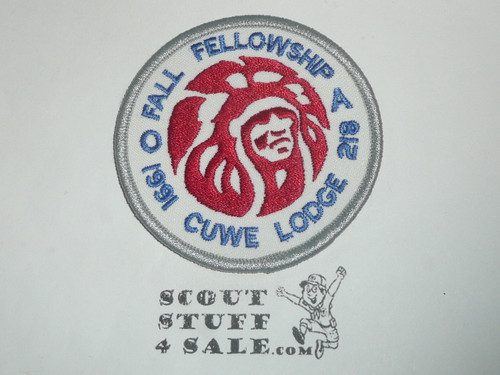 FALL FELLOWSHIP
O A
1991 CUWE LODGE 218
SCOUT
STUFF
4 SALE.COM